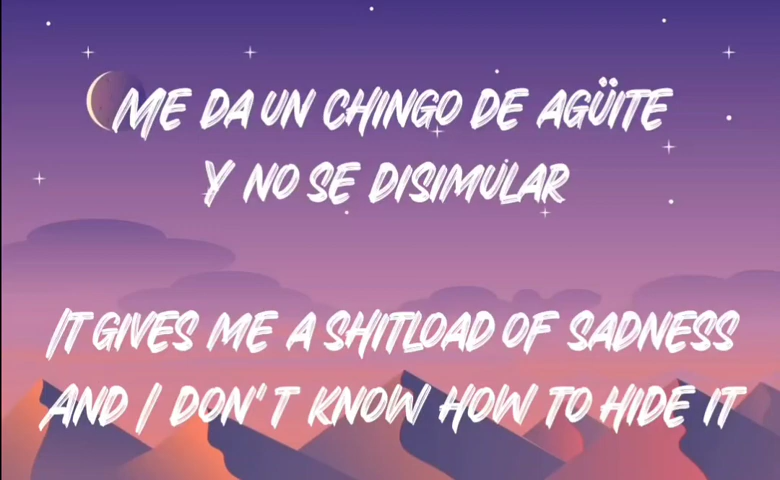 ME DA UN CHINGO DE AGÜITE
Y NO SE DISIMULAR
IT GIVES ME A SHITLOAD OF SADNESS
AND I DON'T KNOW HOW TO HIDE IT